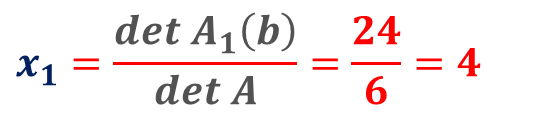 x₁ = det A₁(b) / det A = 24 / 6 = 4